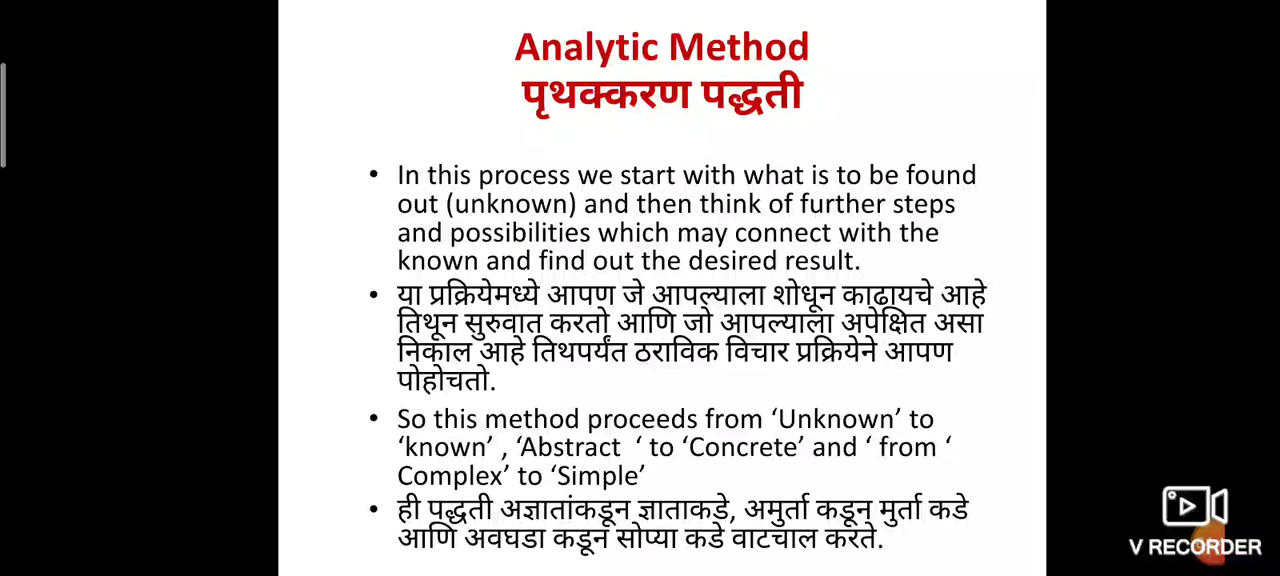 Analytic Method
पृथक्करण पद्धती
• In this process we start with what is to be found
out (unknown) and then think of further steps
and possibilities which may connect with the
known and find out the desired result.
• या प्रक्रियेमध्ये आपण जे आपल्याला शोधून काढायचे आहे
तिथून सुरुवात करतो आणि जो आपल्याला अपेक्षित असा
निकाल आहे तिथपर्यंत ठराविक विचार प्रक्रियेने आपण
पोहोचतो.
• So this method proceeds from ‘Unknown’ to
‘known’ , ‘Abstract ‘ to ‘Concrete’ and ‘ from ‘
Complex’ to ‘Simple’
• ही पद्धती अज्ञातांकडून ज्ञाताकडे, अमुर्ता कडून मुर्ता कडे
आणि अवघडा कडून सोप्या कडे वाटचाल करते.
V RECORDER